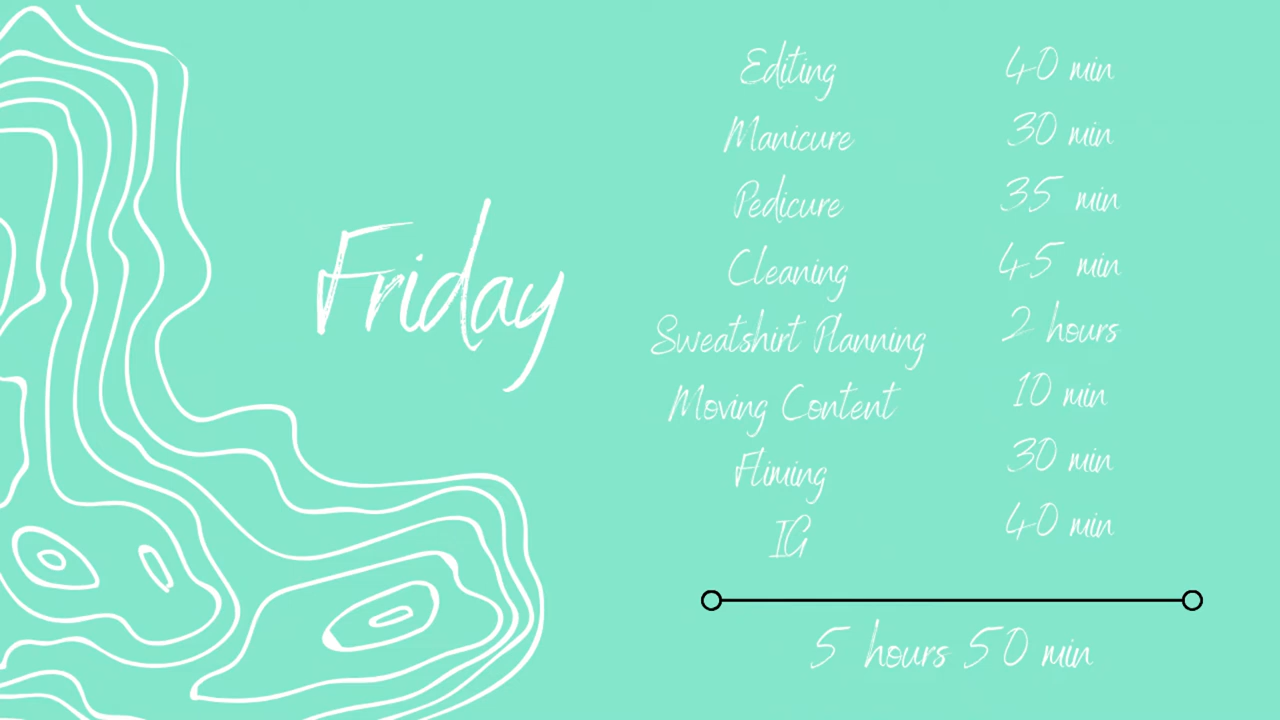 Friday
Editing 40 min
Manicure 30 min
Pedicure 35 min
Cleaning 45 min
Sweatshirt Planning 2 hours
Moving Content 10 min
Fliming 30 min
IG 40 min
5 hours 50 min